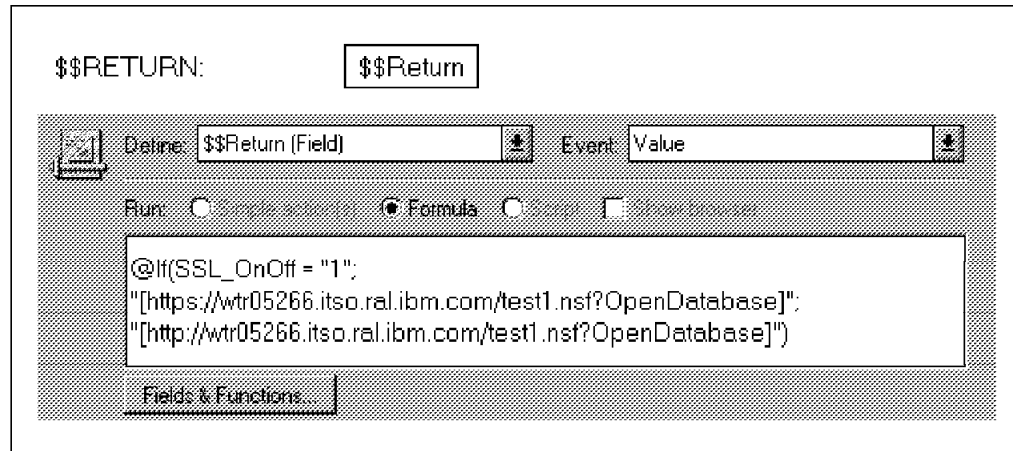 $$RETURN: $$Return
Define: $$Return (Field) Event: Value
Run: Simple action(s) Formula Script Show browser
@If(SSL_OnOff = "1";
"[https://wtr05266.itso.ral.ibm.com/test1.nsf?OpenDatabase]";
"[http://wtr05266.itso.ral.ibm.com/test1.nsf?OpenDatabase]")
Fields & Functions...